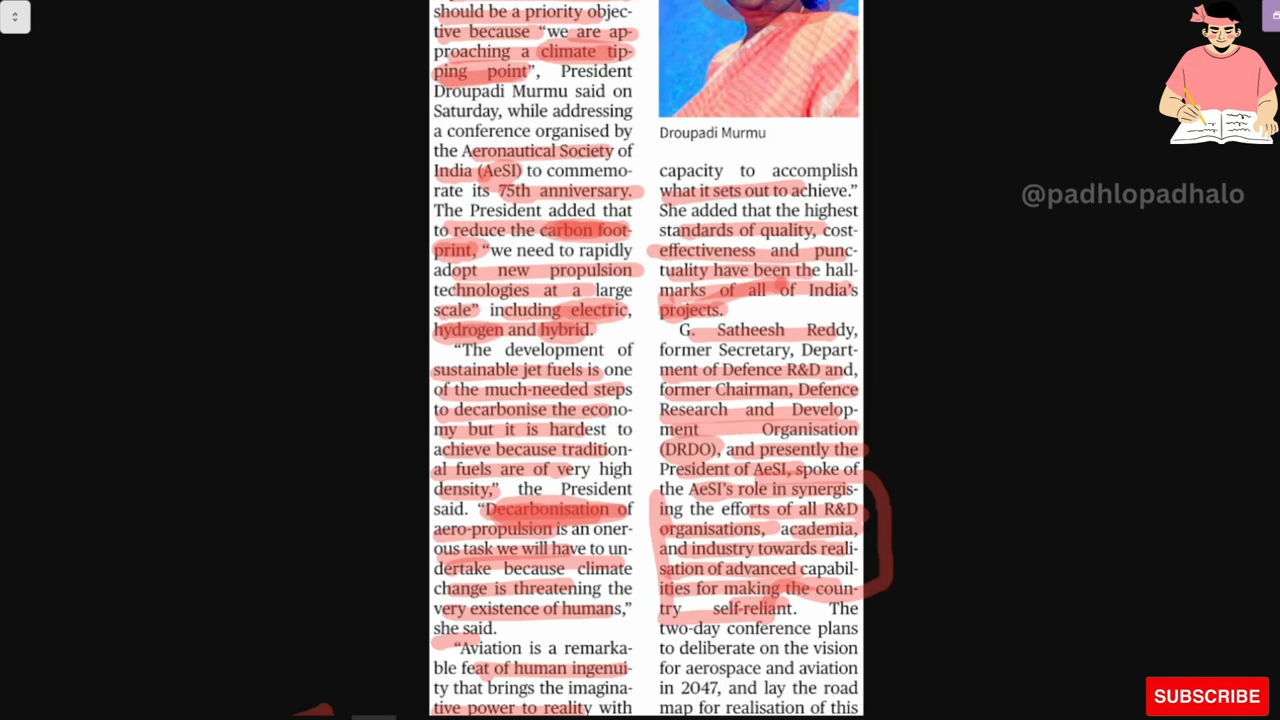 should be a priority objec-
tive because “we are ap-
proaching a climate tip-
ping point”, President
Droupadi Murmu said on
Saturday, while addressing
a conference organised by
the Aeronautical Society of
India (AeSI) to commemo-
rate its 75th anniversary.
The President added that
to reduce the carbon foot-
print, “we need to rapidly
adopt new propulsion
technologies at a large
scale” including electric,
hydrogen and hybrid.
“The development of
sustainable jet fuels is one
of the much-needed steps
to decarbonise the econo-
my but it is hardest to
achieve because tradition-
al fuels are of very high
density,” the President
said. “Decarbonisation of
aero-propulsion is an oner-
ous task we will have to un-
dertake because climate
change is threatening the
very existence of humans,”
she said.
“Aviation is a remarka-
ble feat of human ingenui-
ty that brings the imagina-
tive power to reality with
Droupadi Murmu
capacity to accomplish
what it sets out to achieve.”
She added that the highest
standards of quality, cost-
effectiveness and punc-
tuality have been the hall-
marks of all of India’s
projects.
G. Satheesh Reddy,
former Secretary, Depart-
ment of Defence R&D and,
former Chairman, Defence
Research and Develop-
ment Organisation
(DRDO), and presently the
President of AeSI, spoke of
the AeSI’s role in synergis-
ing the efforts of all R&D
organisations, academia,
and industry towards reali-
sation of advanced capabil-
ities for making the coun-
try self-reliant. The
two-day conference plans
to deliberate on the vision
for aerospace and aviation
in 2047, and lay the road
map for realisation of this
@padhlopadhalo
SUBSCRIBE